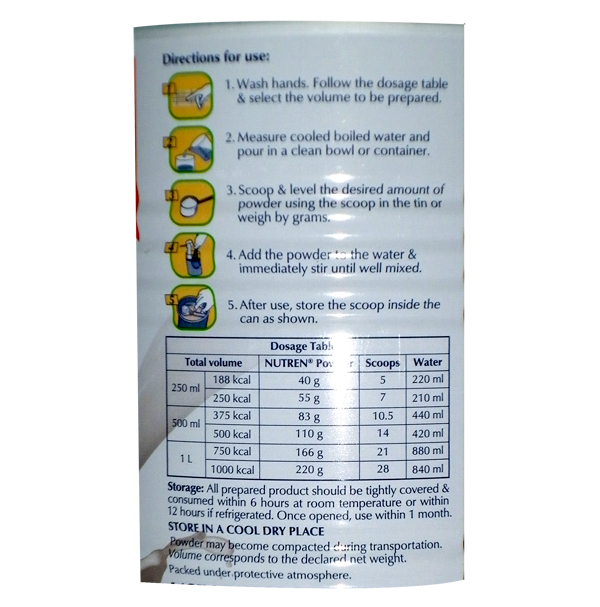 Directions for use:
1. Wash hands. Follow the dosage table
& select the volume to be prepared.
2. Measure cooled boiled water and
pour in a clean bowl or container.
3. Scoop & level the desired amount of
powder using the scoop in the tin or
weigh by grams.
4. Add the powder to the water &
immediately stir until well mixed.
5. After use, store the scoop inside the
can as shown.
1
2
3
4
5
Dosage Table
Total volume NUTREN® Powder Scoops Water
250 ml 188 kcal 40 g 5 220 ml
250 kcal 55 g 7 210 ml
500 ml 375 kcal 83 g 10.5 440 ml
500 kcal 110 g 14 420 ml
1 L 750 kcal 166 g 21 880 ml
1000 kcal 220 g 28 840 ml
Storage: All prepared product should be tightly covered &
consumed within 6 hours at room temperature or within
12 hours if refrigerated. Once opened, use within 1 month.
STORE IN A COOL DRY PLACE
Powder may become compacted during transportation.
Volume corresponds to the declared net weight.
Packed under protective atmosphere.